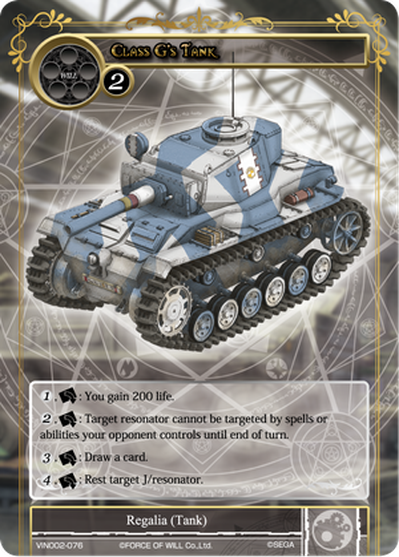 CLASS G'S TANK
WILL
2
1 . : You gain 200 life.
2 . : Target resonator cannot be targeted by spells or
abilities your opponent controls until end of turn.
3 . : Draw a card.
4 . : Rest target J/resonator.
Regalia (Tank)
VIN002-076 ©FORCE OF WILL Co.,Ltd. ©SEGA